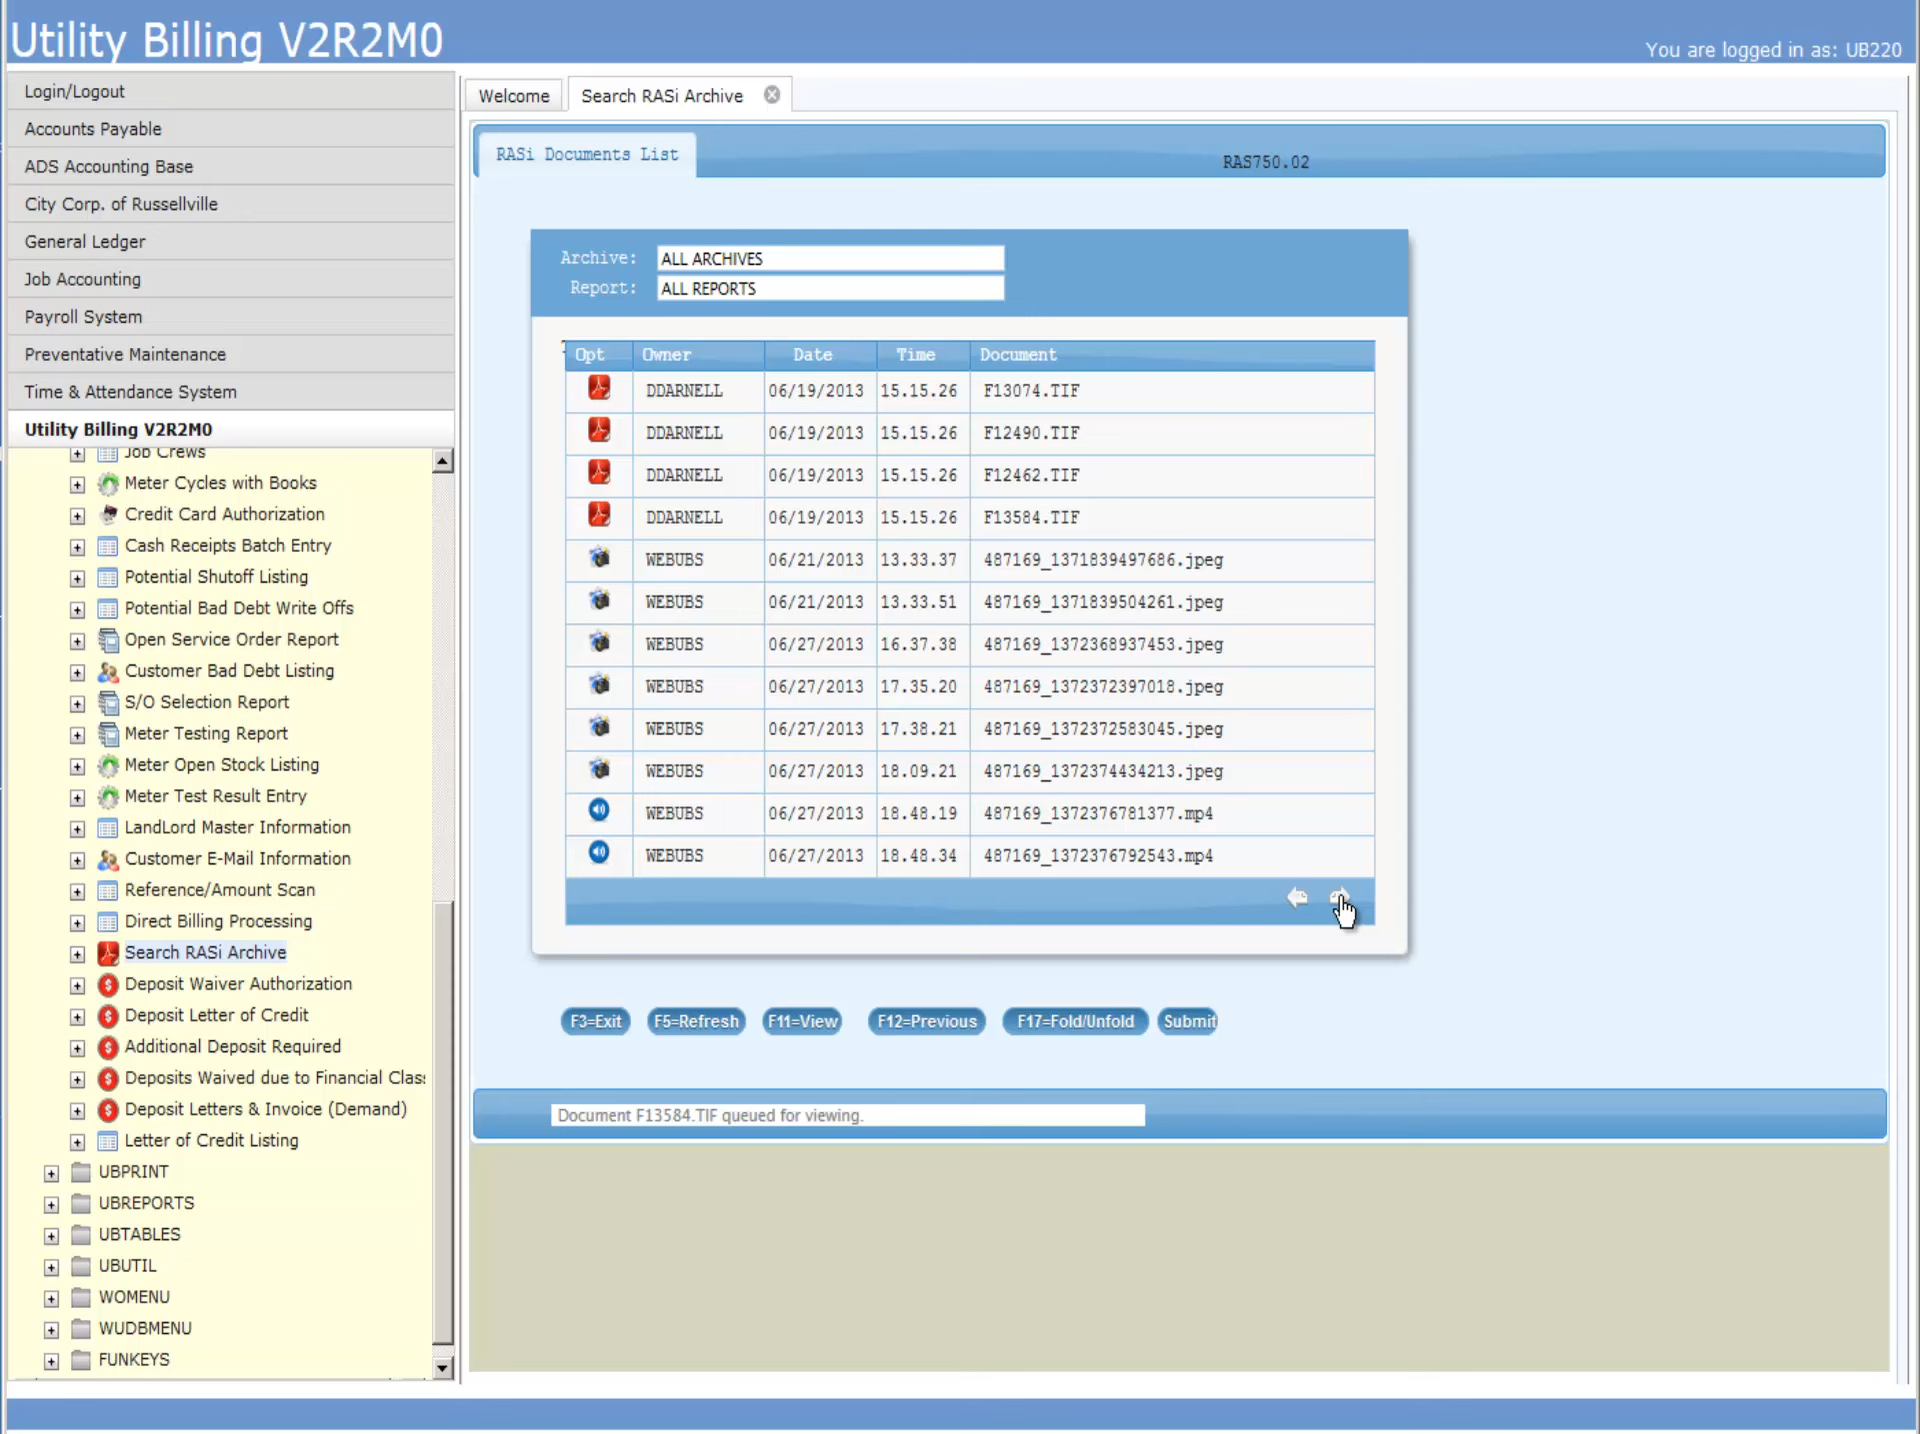 Utility Billing V2R2M0
You are logged in as: UB220
Login/Logout
Accounts Payable
ADS Accounting Base
City Corp. of Russellville
General Ledger
Job Accounting
Payroll System
Preventative Maintenance
Time & Attendance System
Utility Billing V2R2M0
Job Crews
Meter Cycles with Books
Credit Card Authorization
Cash Receipts Batch Entry
Potential Shutoff Listing
Potential Bad Debt Write Offs
Open Service Order Report
Customer Bad Debt Listing
S/O Selection Report
Meter Testing Report
Meter Open Stock Listing
Meter Test Result Entry
LandLord Master Information
Customer E-Mail Information
Reference/Amount Scan
Direct Billing Processing
Search RASi Archive
Deposit Waiver Authorization
Deposit Letter of Credit
Additional Deposit Required
Deposits Waived due to Financial Clas
Deposit Letters & Invoice (Demand)
Letter of Credit Listing
UBPRINT
UBREPORTS
UBTABLES
UBUTIL
WOMENU
WUDBMENU
FUNKEYS
Welcome Search RASi Archive
RASi Documents List RAS750.02
Archive: ALL ARCHIVES
Report: ALL REPORTS
Opt Owner Date Time Document
DDARNELL 06/19/2013 15.15.26 F13074.TIF
DDARNELL 06/19/2013 15.15.26 F12490.TIF
DDARNELL 06/19/2013 15.15.26 F12462.TIF
DDARNELL 06/19/2013 15.15.26 F13584.TIF
WEBUBS 06/21/2013 13.33.37 487169_1371839497686.jpeg
WEBUBS 06/21/2013 13.33.51 487169_1371839504261.jpeg
WEBUBS 06/27/2013 16.37.38 487169_1372368937453.jpeg
WEBUBS 06/27/2013 17.35.20 487169_1372372397018.jpeg
WEBUBS 06/27/2013 17.38.21 487169_1372372583045.jpeg
WEBUBS 06/27/2013 18.09.21 487169_1372374434213.jpeg
WEBUBS 06/27/2013 18.48.19 487169_1372376781377.mp4
WEBUBS 06/27/2013 18.48.34 487169_1372376792543.mp4
F3=Exit F5=Refresh F11=View F12=Previous F17=Fold/Unfold Submit
Document F13584.TIF queued for viewing.